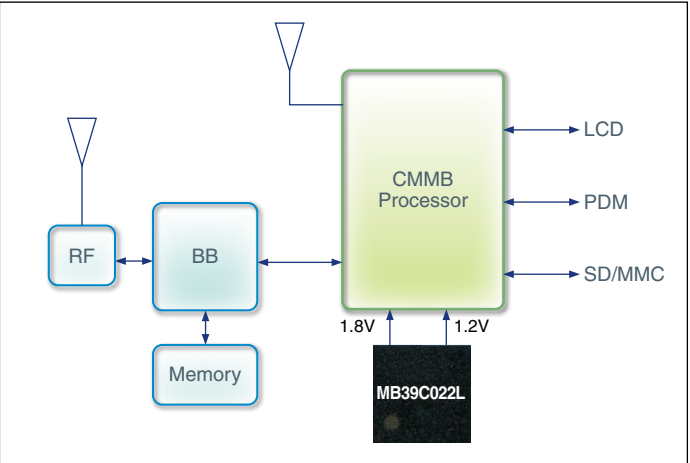 CMMB
Processor
LCD
PDM
SD/MMC
RF
BB
Memory
1.8V
1.2V
MB39C022L